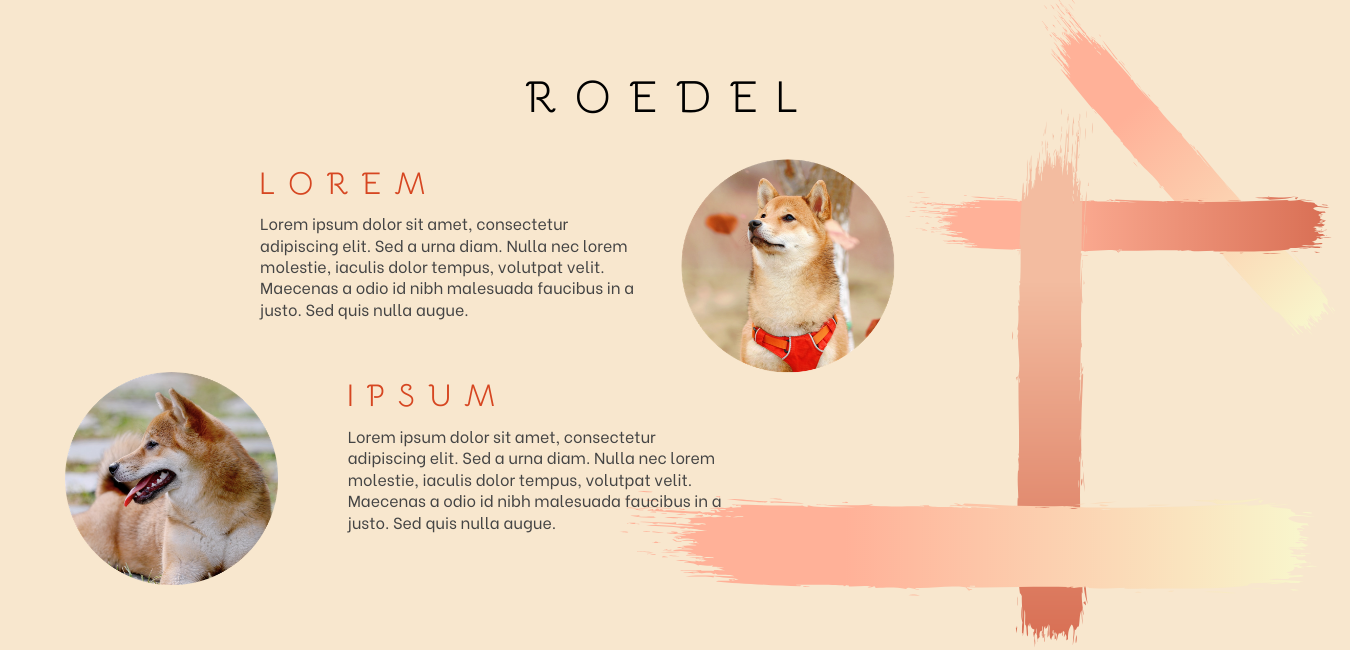 ROEDEL
LOREM
Lorem ipsum dolor sit amet, consectetur
adipiscing elit. Sed a urna diam. Nulla nec lorem
molestie, iaculis dolor tempus, volutpat velit.
Maecenas a odio id nibh malesuada faucibus in a
justo. Sed quis nulla augue.
IPSUM
Lorem ipsum dolor sit amet, consectetur
adipiscing elit. Sed a urna diam. Nulla nec lorem
molestie, iaculis dolor tempus, volutpat velit.
Maecenas a odio id nibh malesuada faucibus in a
justo. Sed quis nulla augue.